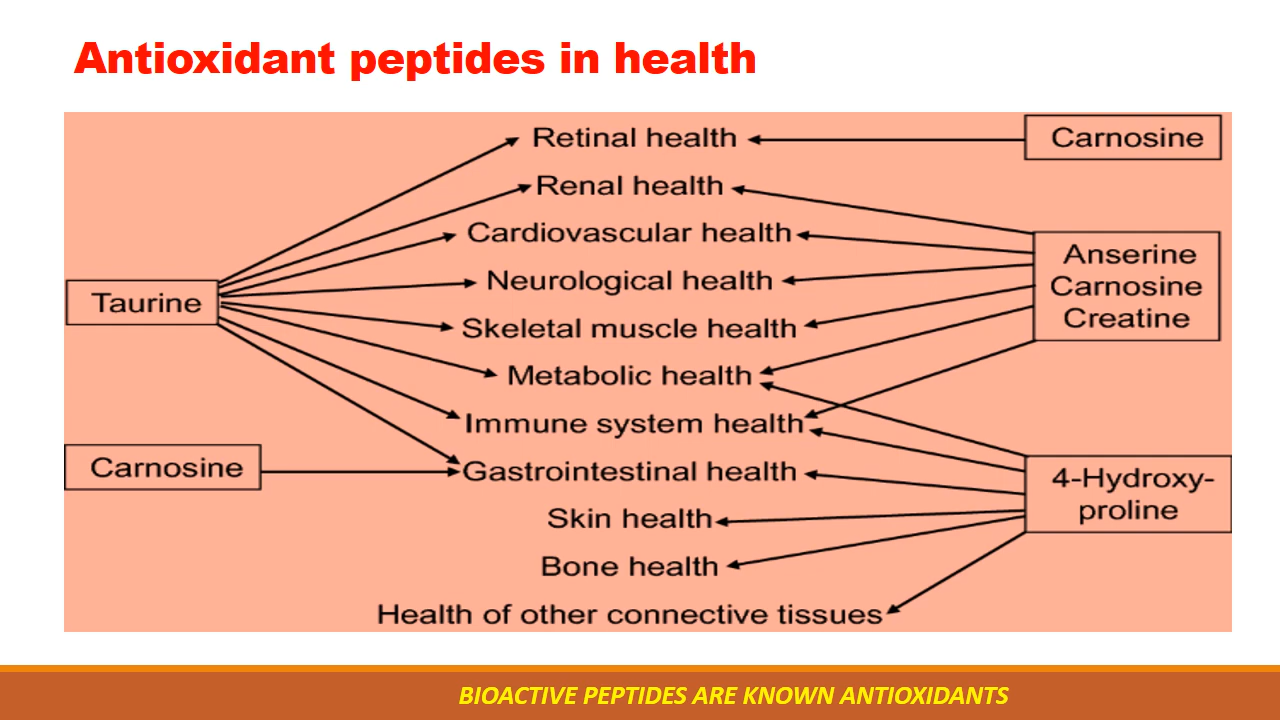 Antioxidant peptides in health
Retinal health
Carnosine
Renal health
Cardiovascular health
Anserine
Carnosine
Creatine
Neurological health
Taurine
Skeletal muscle health
Metabolic health
Immune system health
Carnosine
Gastrointestinal health
4-Hydroxy-
proline
Skin health
Bone health
Health of other connective tissues
BIOACTIVE PEPTIDES ARE KNOWN ANTIOXIDANTS